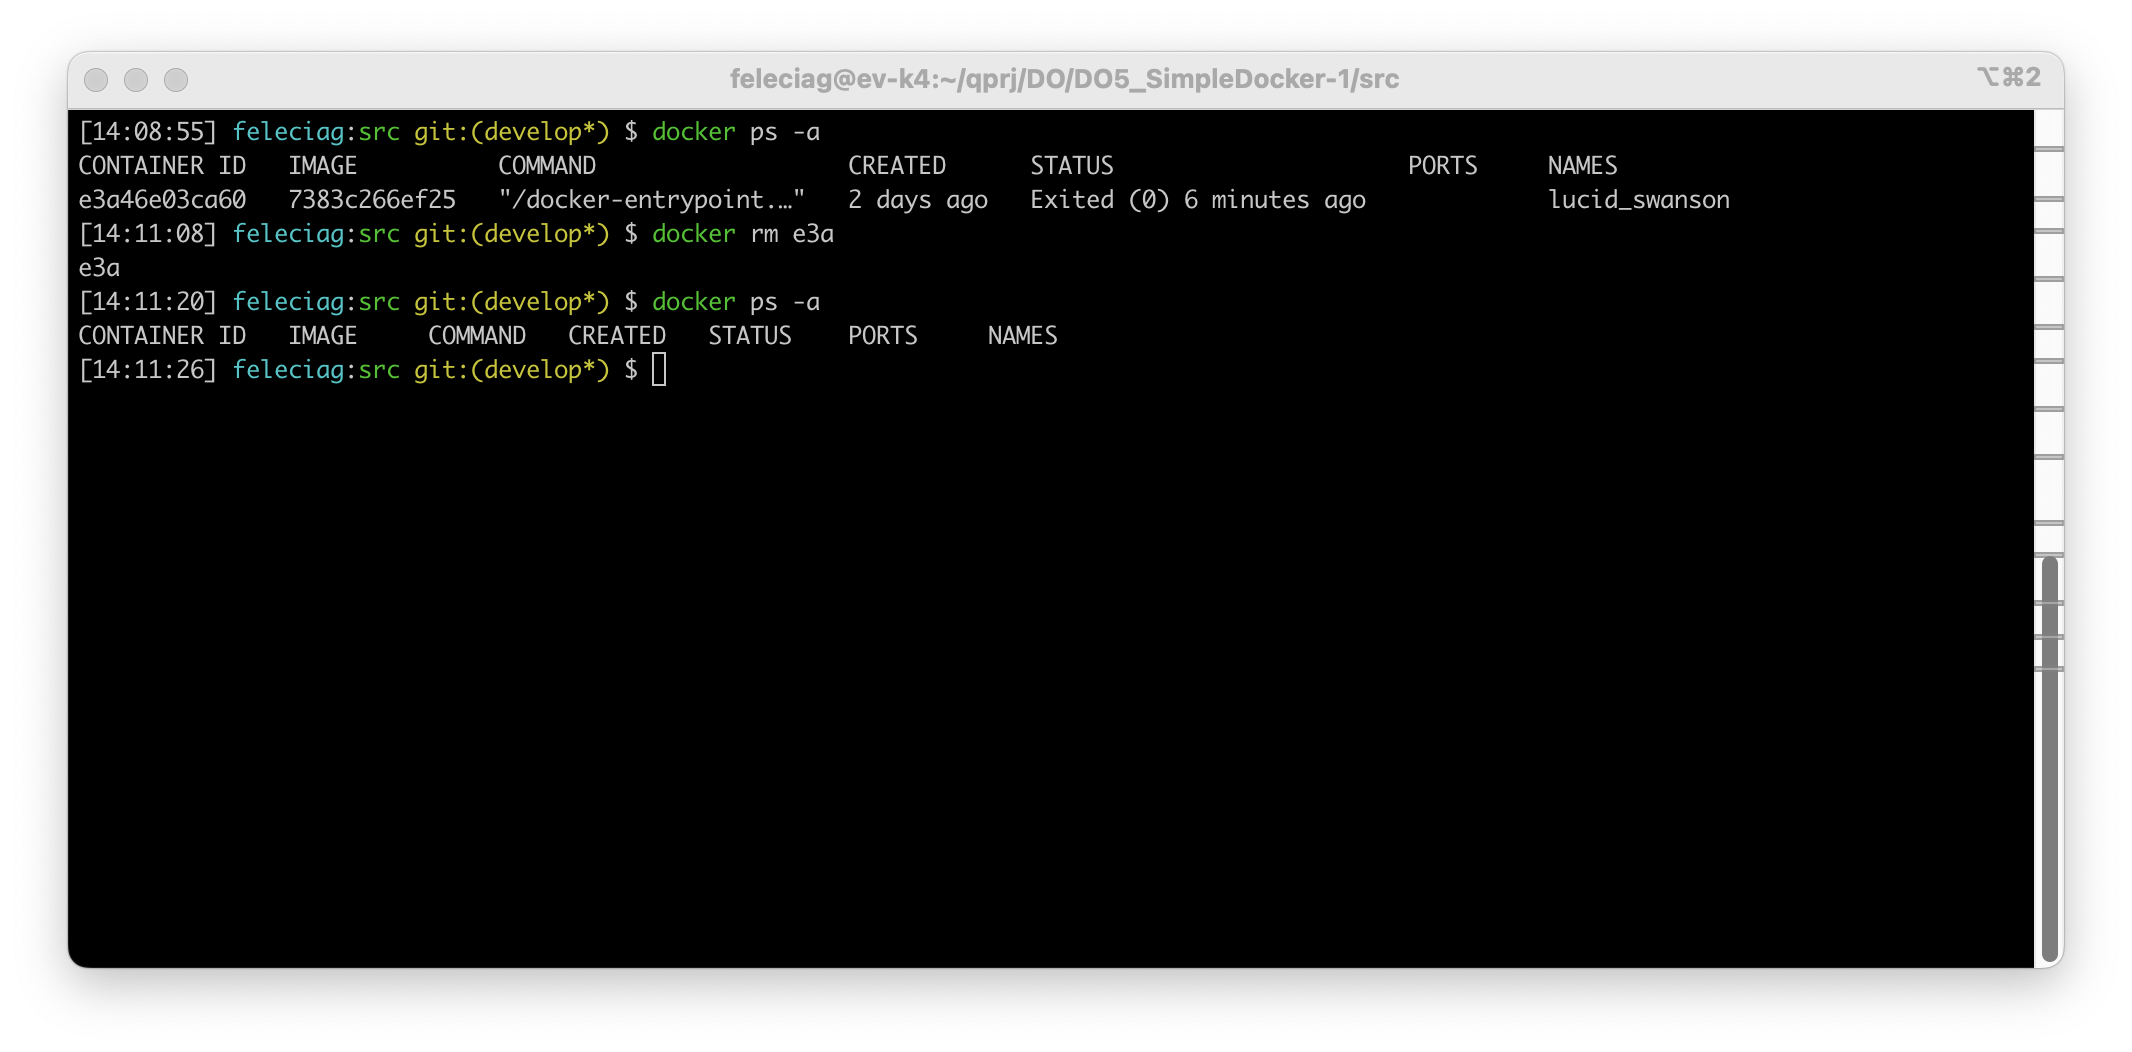 feleciag@ev-k4:~/qprj/DO/DO5_SimpleDocker-1/src ⌥⌘2
[14:08:55] feleciag:src git:(develop*) $ docker ps -a
CONTAINER ID   IMAGE          COMMAND                  CREATED      STATUS                     PORTS     NAMES
e3a46e03ca60   7383c266ef25   "/docker-entrypoint.…"   2 days ago   Exited (0) 6 minutes ago             lucid_swanson
[14:11:08] feleciag:src git:(develop*) $ docker rm e3a
e3a
[14:11:20] feleciag:src git:(develop*) $ docker ps -a
CONTAINER ID   IMAGE     COMMAND   CREATED   STATUS    PORTS     NAMES
[14:11:26] feleciag:src git:(develop*) $